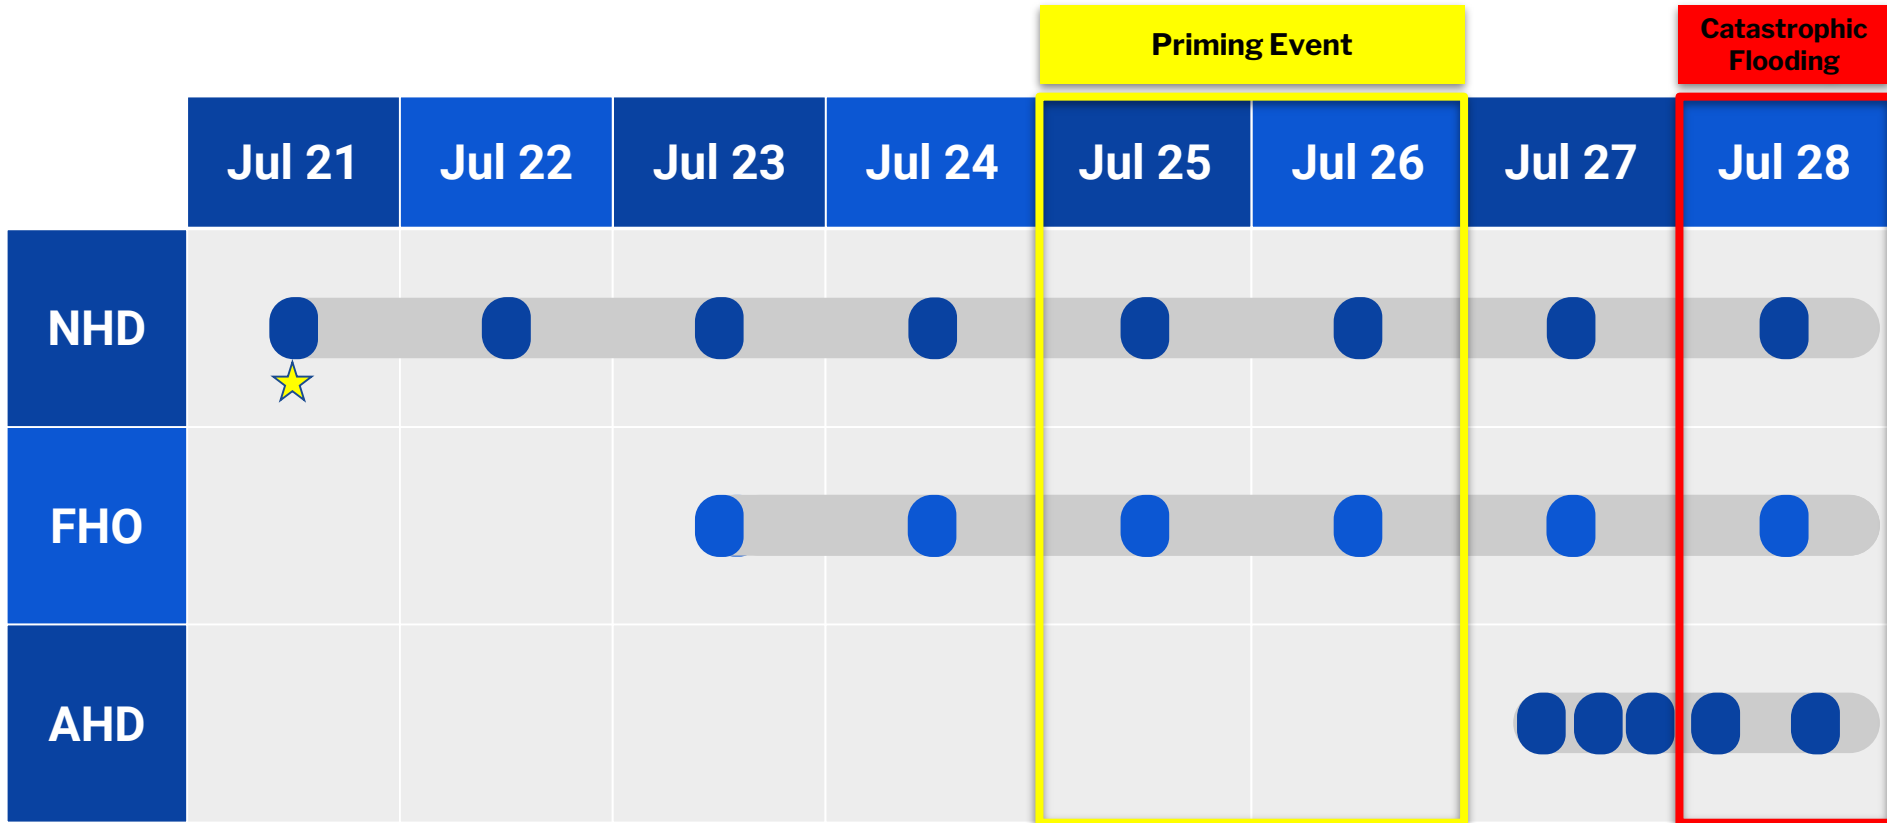 Priming Event
Catastrophic
Flooding
Jul 21
Jul 22
Jul 23
Jul 24
Jul 25
Jul 26
Jul 27
Jul 28
NHD
FHO
AHD